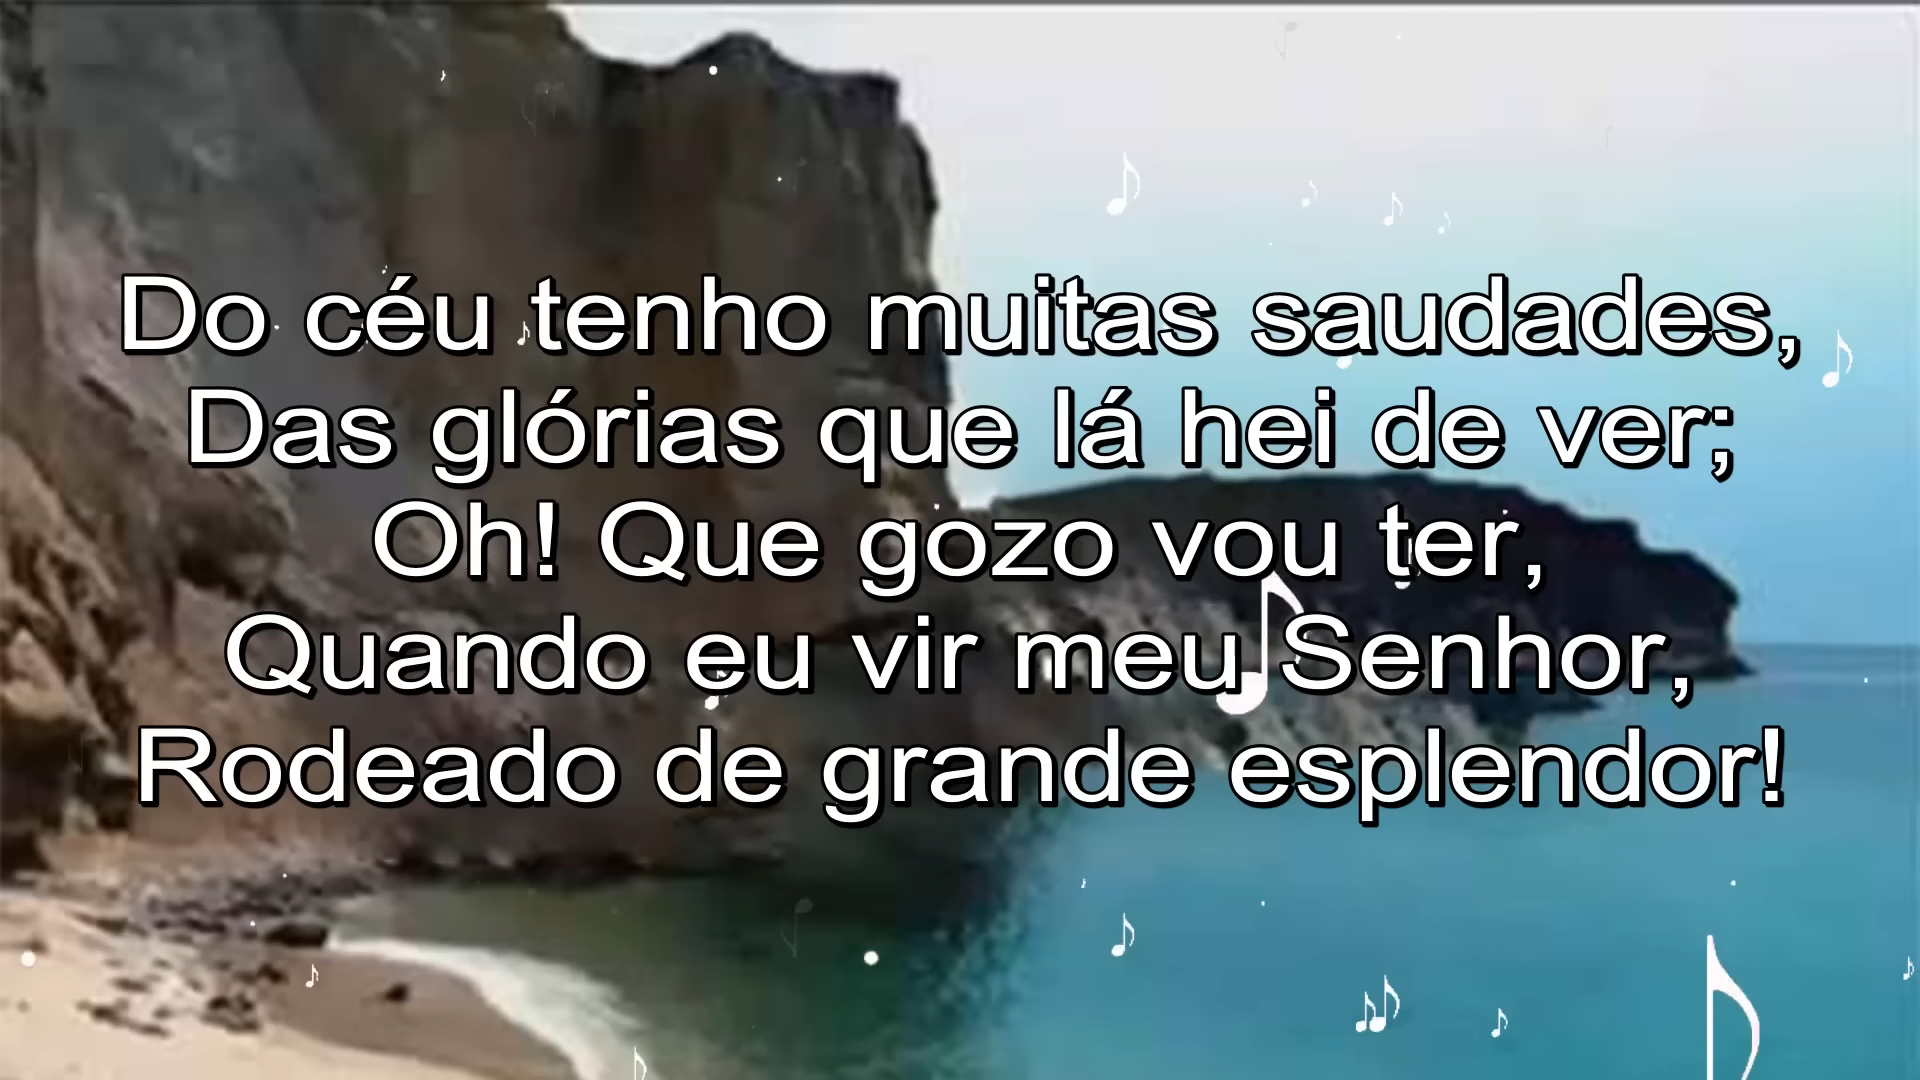 Do céu tenho muitas saudades,
Das glórias que lá hei de ver;
Oh! Que gozo vou ter,
Quando eu vir meu Senhor,
Rodeado de grande esplendor!